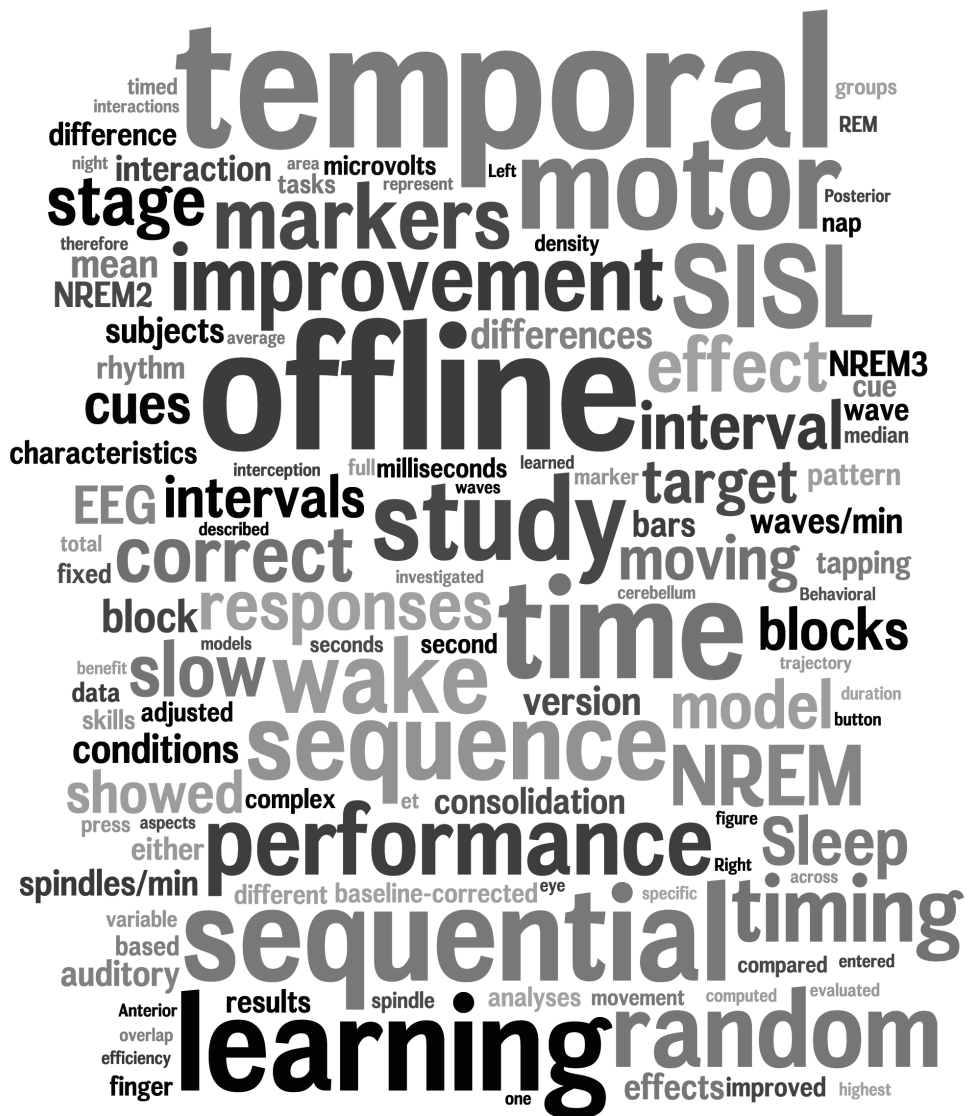 temporal
timed
groups
interactions
difference
REM
night interaction area microvolts Left motor
tasks represent
stage markers Posterior
nap
therefore density
mean improvement SISL
NREM2
subjects average differences
offline effect NREM3
rhythm cue
cues interval wave
median
characteristics
interception full milliseconds learned marker target pattern
EEG intervals waves
study bars waves/min
described
total correct moving tapping
fixed investigated
cerebellum Behavioral
block responses time blocks
models seconds second
benefit slow wake trajectory
data version model duration
skills adjusted button
conditions sequence NREM
showed complex et consolidation
press aspects performance figure Sleep
either Right
across
spindles/min different baseline-corrected eye specific timing
variable sequential
based
auditory compared entered
Anterior results spindle analyses movement computed evaluated
learning random
overlap
efficiency
finger effects improved highest
one